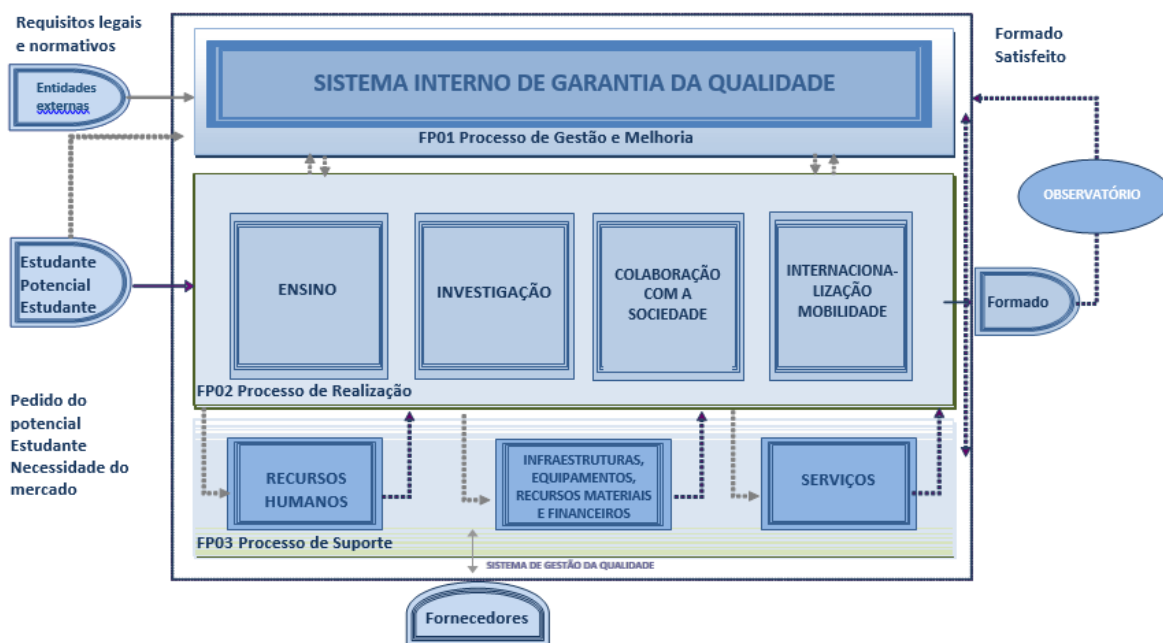 Requisitos legais
e normativos
Entidades
externas
Formado
Satisfeito
SISTEMA INTERNO DE GARANTIA DA QUALIDADE
FP01 Processo de Gestão e Melhoria
OBSERVATÓRIO
Estudante
Potencial
Estudante
ENSINO
INVESTIGAÇÃO
COLABORAÇÃO
COM A
SOCIEDADE
INTERNACIONA-
LIZAÇÃO
MOBILIDADE
Formado
FP02 Processo de Realização
Pedido do
potencial
Estudante
Necessidade do
mercado
RECURSOS
HUMANOS
INFRAESTRUTURAS,
EQUIPAMENTOS,
RECURSOS MATERIAIS
E FINANCEIROS
SERVIÇOS
FP03 Processo de Suporte
SISTEMA DE GESTÃO DA QUALIDADE
Fornecedores